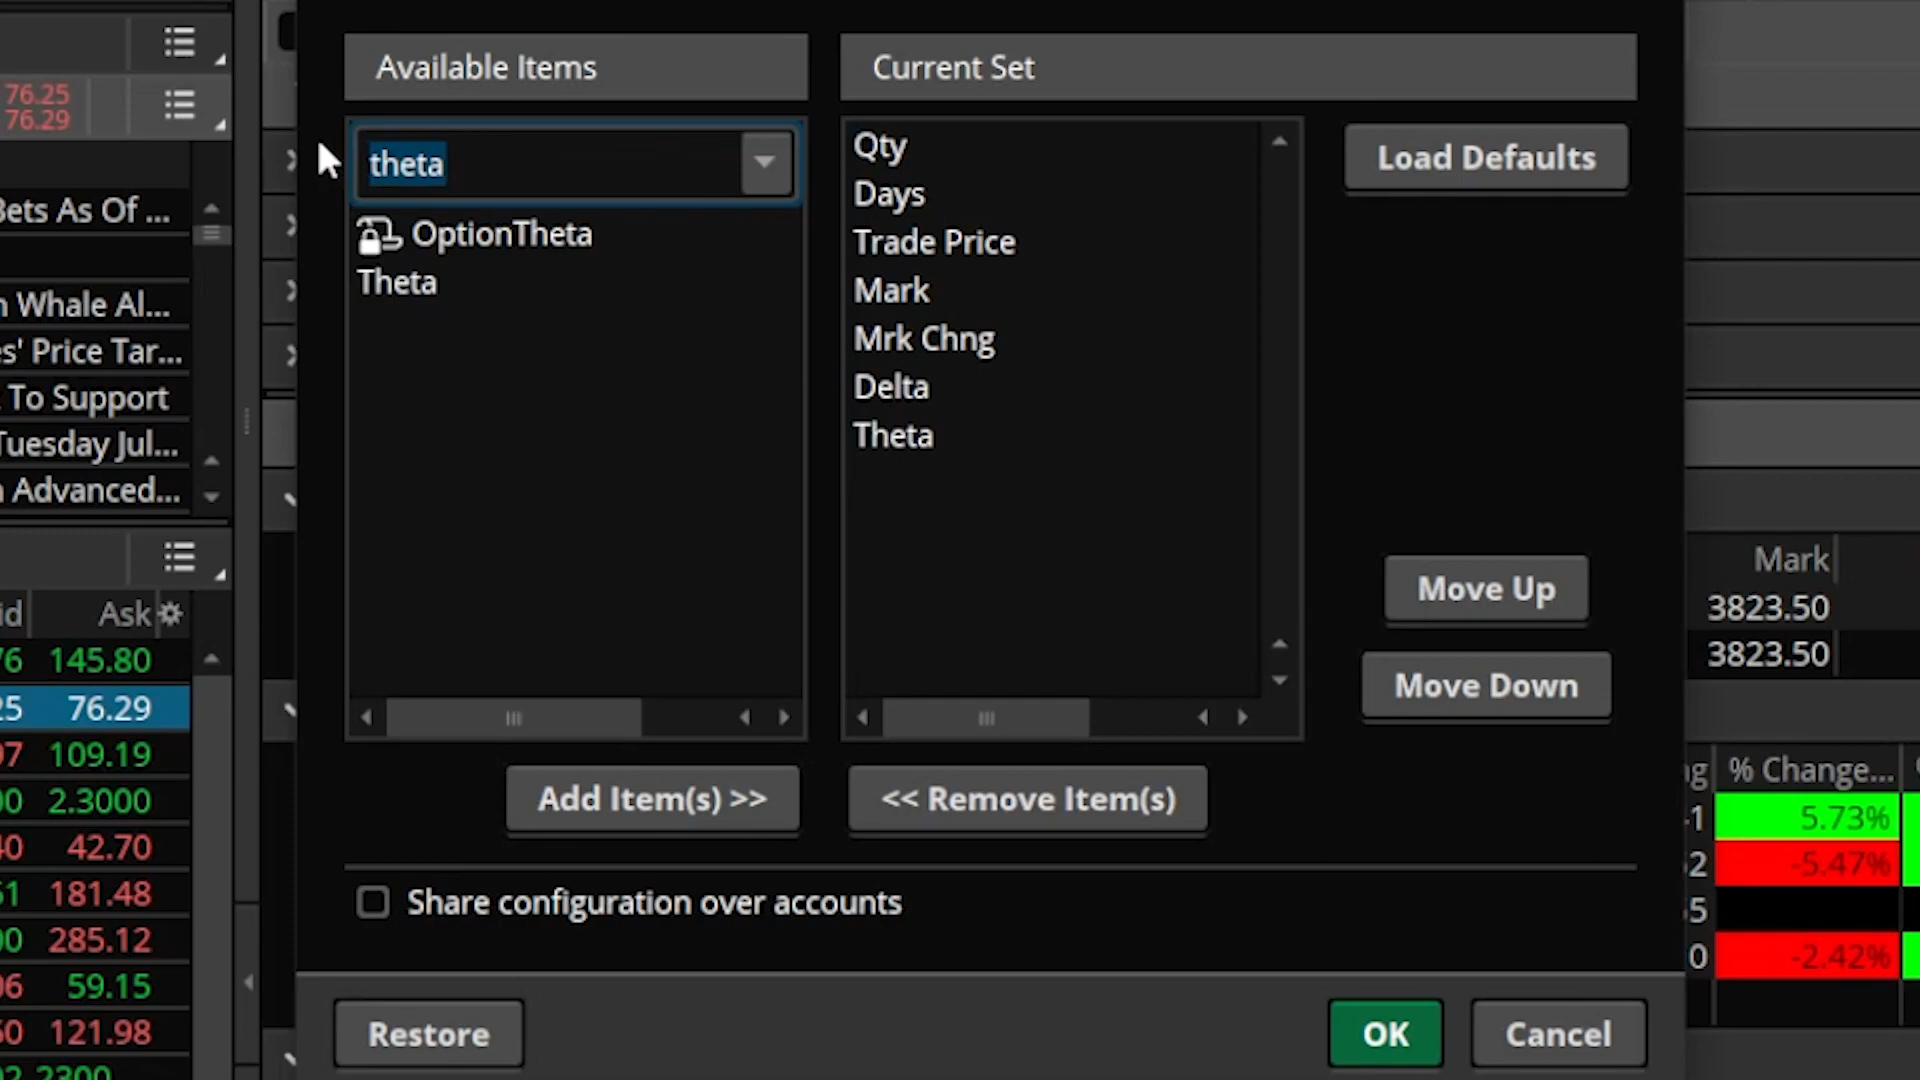 Available Items
Current Set
76.25
76.29
theta
OptionTheta
Theta
Qty
Days
Trade Price
Mark
Mrk Chng
Delta
Theta
Load Defaults
Move Up
Move Down
Bets As Of ...
Whale Al...
s' Price Tar...
To Support
Tuesday Jul...
Advanced...
Ask
145.80
76.29
109.19
2.3000
42.70
181.48
285.12
59.15
121.98
Mark
3823.50
3823.50
% Change...
5.73%
-5.47%
-2.42%
Add Item(s) >>
<< Remove Item(s)
Share configuration over accounts
Restore
OK
Cancel